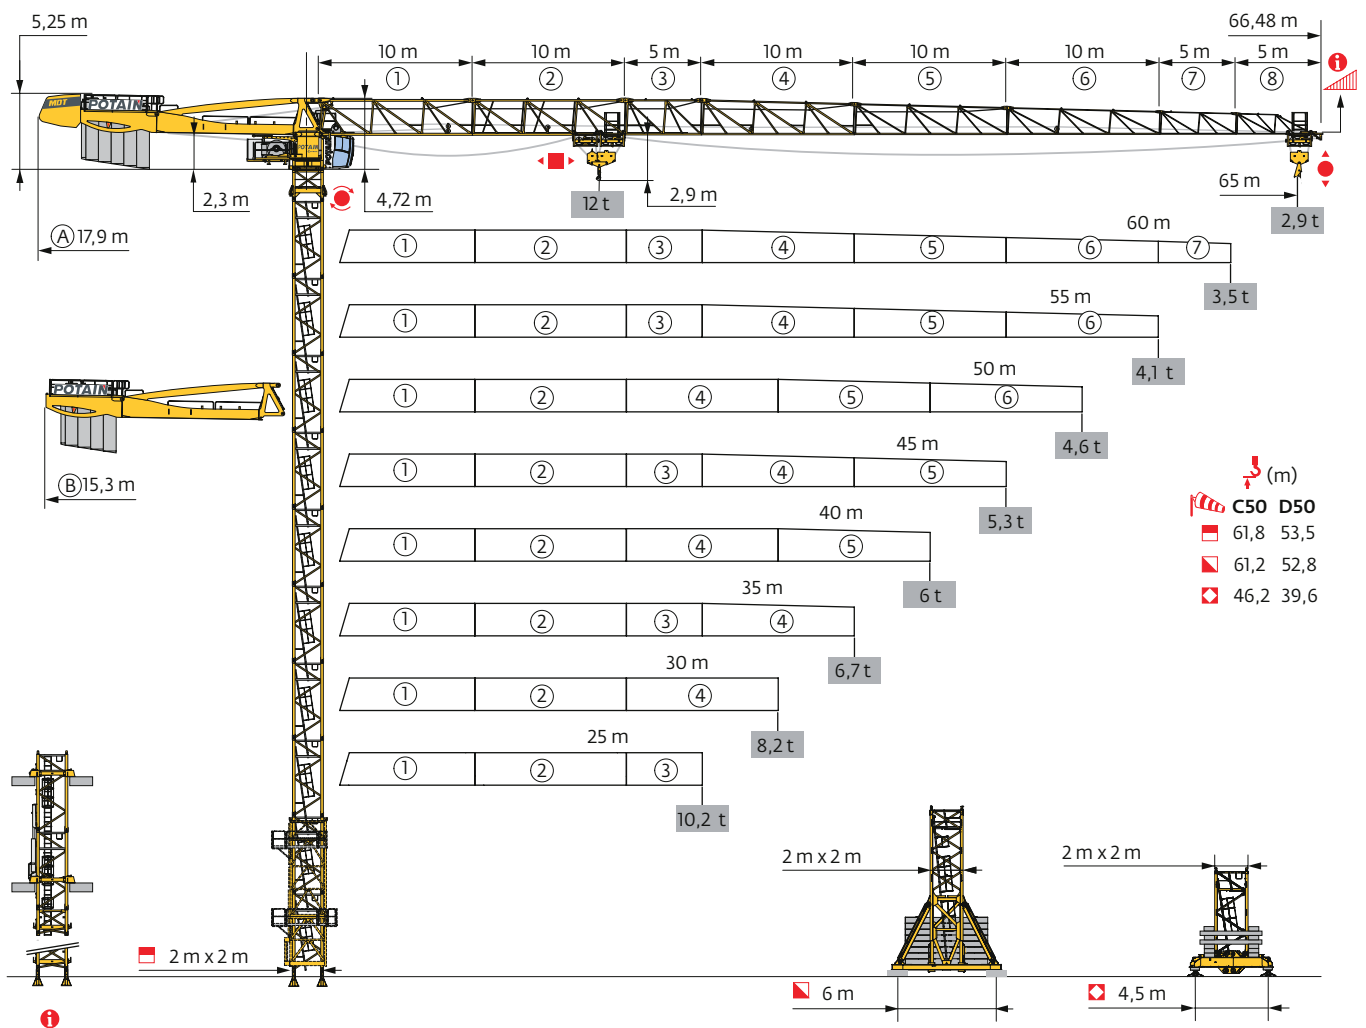 5,25 m
66,48 m
10 m 10 m 5 m 10 m 10 m 10 m 5 m 5 m
1 2 3 4 5 6 7 8
i
MDT POTAIN
POTAIN
2,3 m
4,72 m
12 t
2,9 m
65 m
2,9 t
A 17,9 m
60 m
1 2 3 4 5 6 7
3,5 t
55 m
1 2 3 4 5 6
4,1 t
50 m
1 2 4 5 6
4,6 t
POTAIN
B 15,3 m
45 m
1 2 3 4 5
5,3 t
(m)
C50 D50
61,8 53,5
61,2 52,8
46,2 39,6
40 m
1 2 4 5
6 t
35 m
1 2 3 4
6,7 t
30 m
1 2 4
8,2 t
25 m
1 2 3
10,2 t
2 m x 2 m
2 m x 2 m
2 m x 2 m
6 m
4,5 m
i